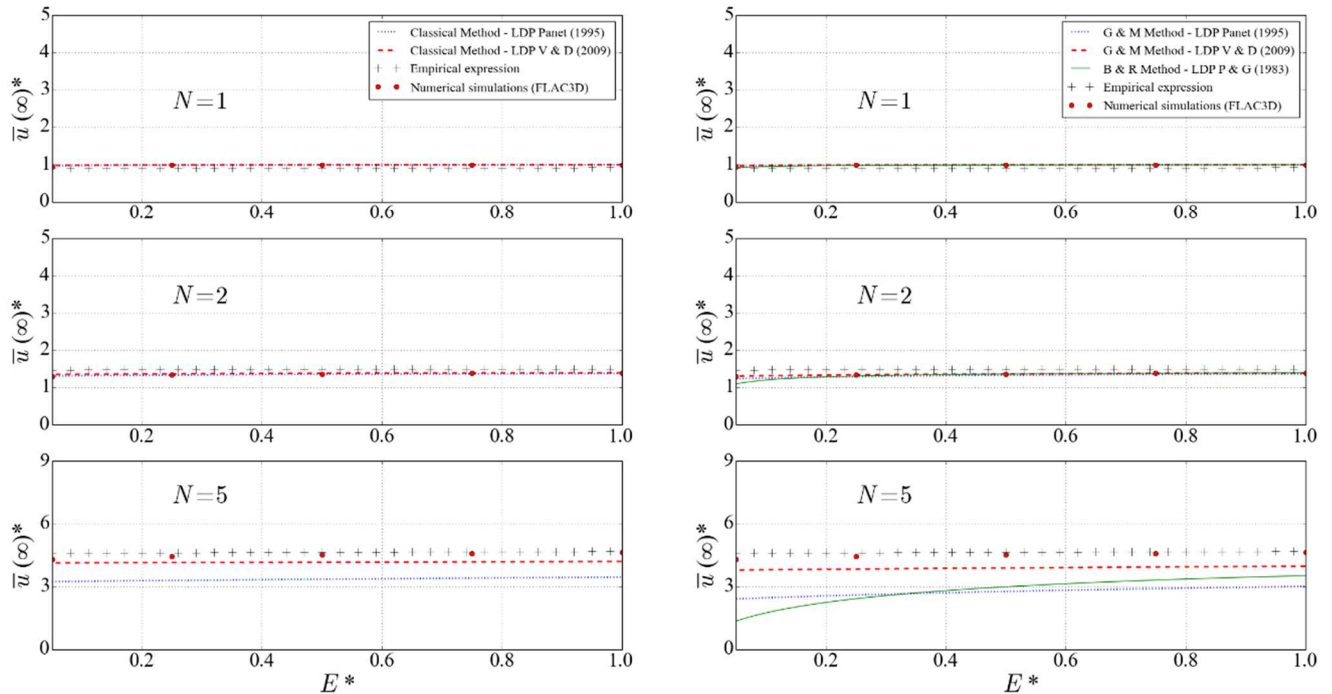 5
4
3
2
1
0
ū(∞)*
N=1
Classical Method - LDP Panet (1995)
Classical Method - LDP V & D (2009)
Empirical expression
Numerical simulations (FLAC3D)
0.2 0.4 0.6 0.8 1.0
5
4
3
2
1
0
ū(∞)*
N=2
0.2 0.4 0.6 0.8 1.0
9
6
3
0
ū(∞)*
N=5
0.2 0.4 0.6 0.8 1.0
E*
5
4
3
2
1
0
ū(∞)*
N=1
G & M Method - LDP Panet (1995)
G & M Method - LDP V & D (2009)
B & R Method - LDP P & G (1983)
Empirical expression
Numerical simulations (FLAC3D)
0.2 0.4 0.6 0.8 1.0
5
4
3
2
1
0
ū(∞)*
N=2
0.2 0.4 0.6 0.8 1.0
9
6
3
0
ū(∞)*
N=5
0.2 0.4 0.6 0.8 1.0
E*